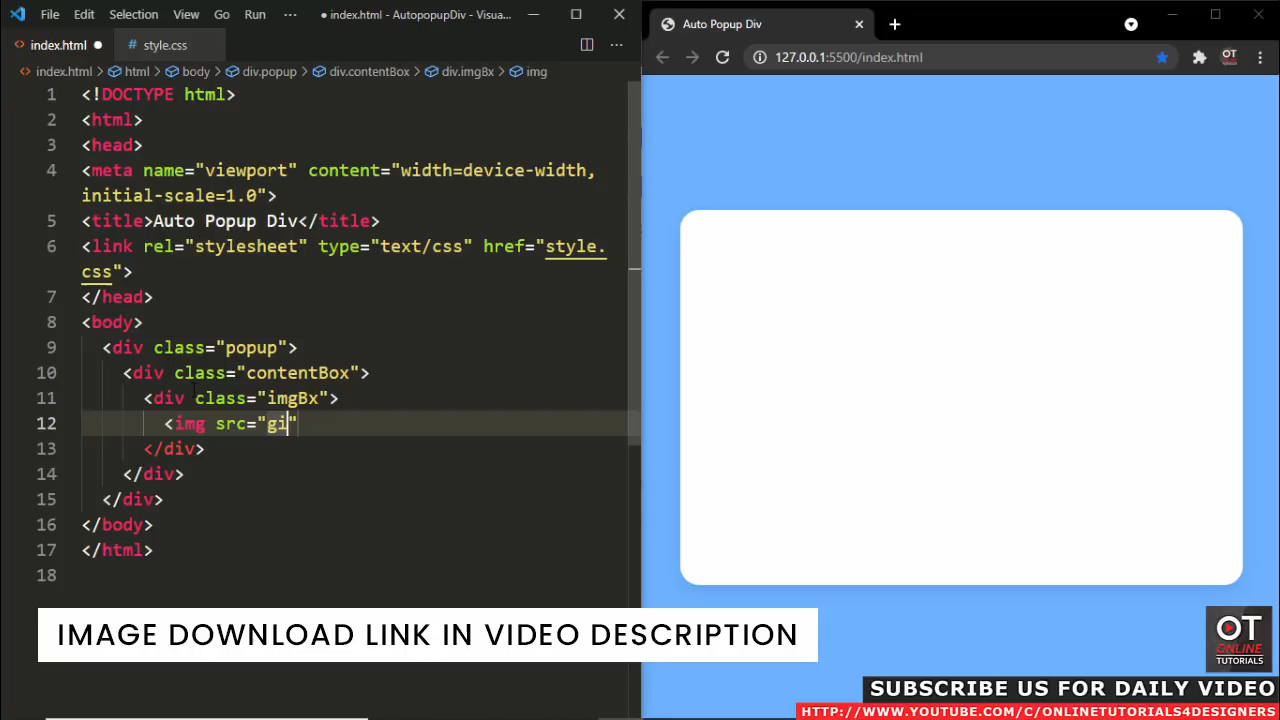 File Edit Selection View Go Run ··· ● index.html - AutopopupDiv - Visua...
index.html ● style.css
index.html > html > body > div.popup > div.contentBox > div.imgBx > img
1 <!DOCTYPE html>
2 <html>
3 <head>
4 <meta name="viewport" content="width=device-width,
initial-scale=1.0">
5 <title>Auto Popup Div</title>
6 <link rel="stylesheet" type="text/css" href="style.
css">
7 </head>
8 <body>
9 <div class="popup">
10 <div class="contentBox">
11 <div class="imgBx">
12 <img src="gi"
13 </div>
14 </div>
15 </div>
16 </body>
17 </html>
18
Auto Popup Div
127.0.0.1:5500/index.html
IMAGE DOWNLOAD LINK IN VIDEO DESCRIPTION
OT
ONLINE
TUTORIALS
SUBSCRIBE US FOR DAILY VIDEO
HTTP://WWW.YOUTUBE.COM/C/ONLINETUTORIALS4DESIGNERS